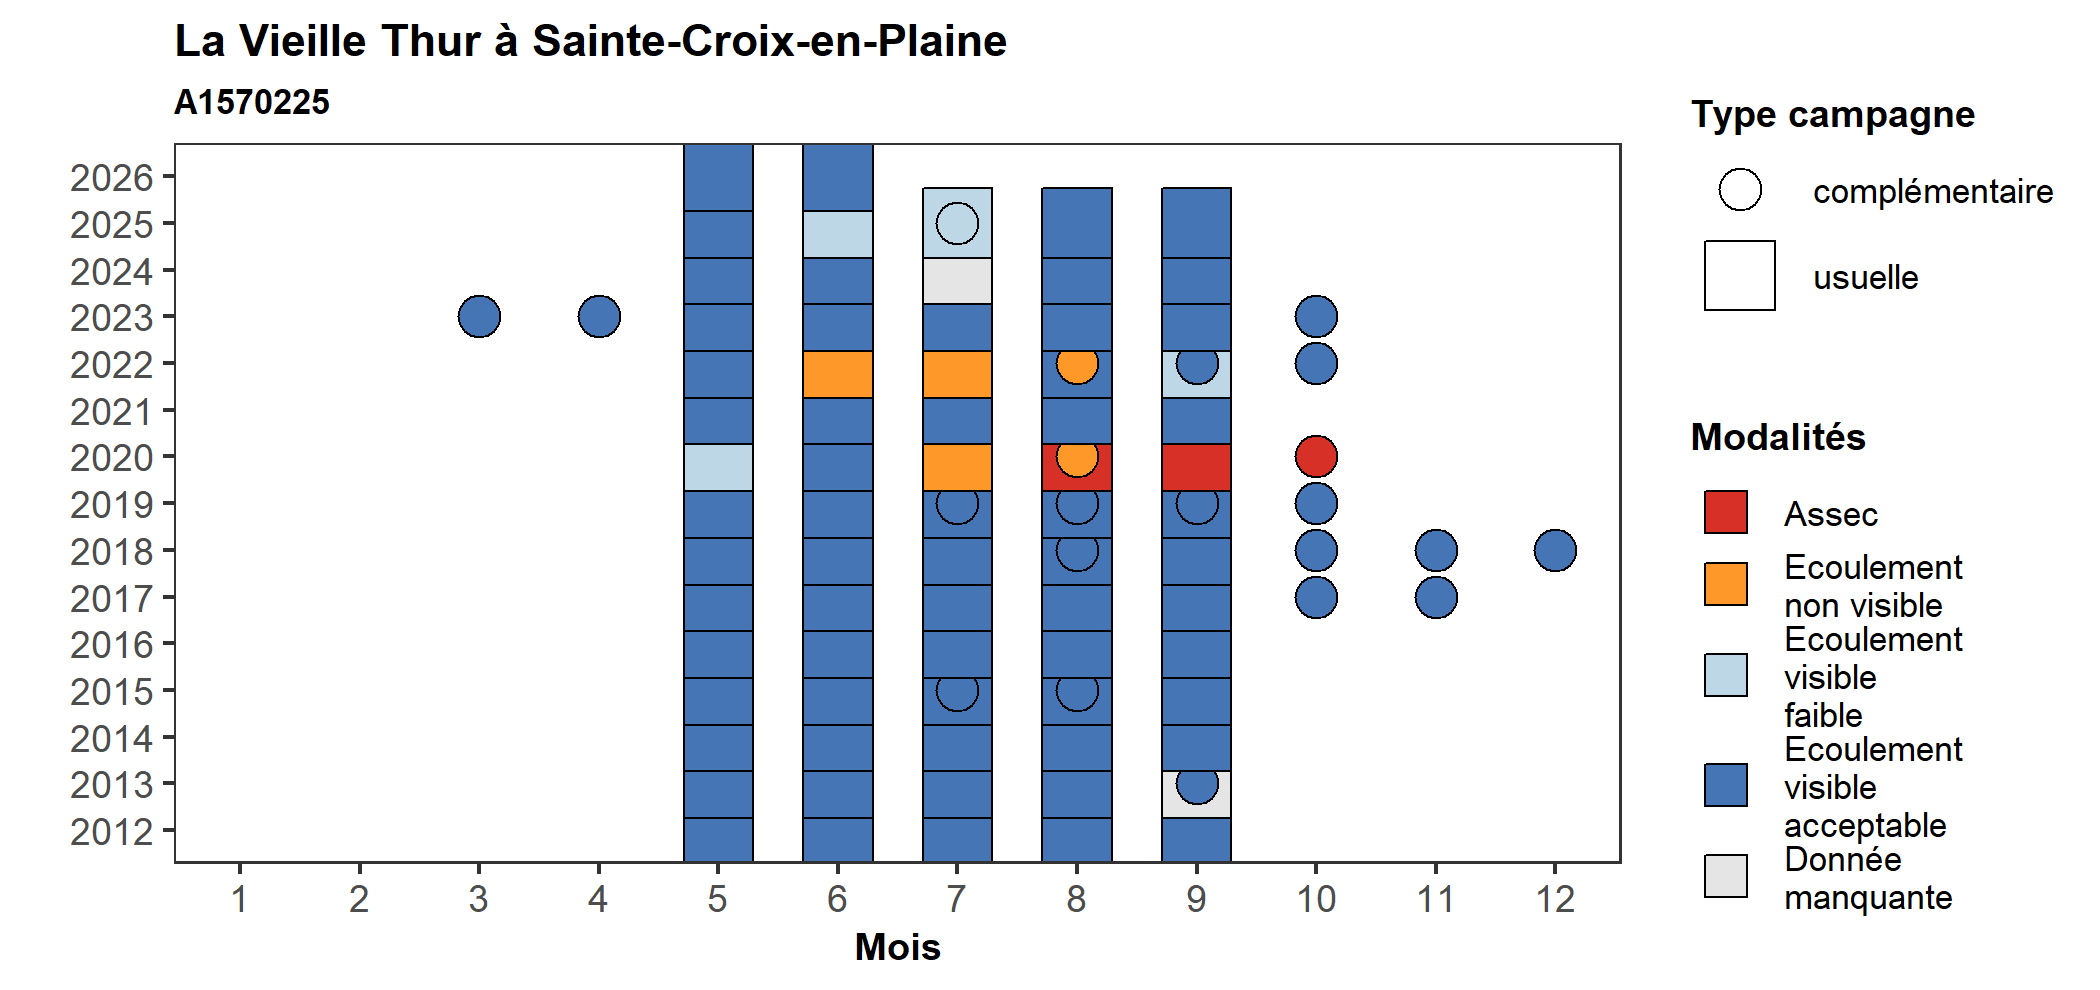 La Vieille Thur à Sainte-Croix-en-Plaine
A1570225
2026
2025
2024
2023
2022
2021
2020
2019
2018
2017
2016
2015
2014
2013
2012
1 2 3 4 5 6 7 8 9 10 11 12
Mois
Type campagne
complémentaire
usuelle
Modalités
Assec
Ecoulement
non visible
Ecoulement
visible
faible
Ecoulement
visible
acceptable
Donnée
manquante